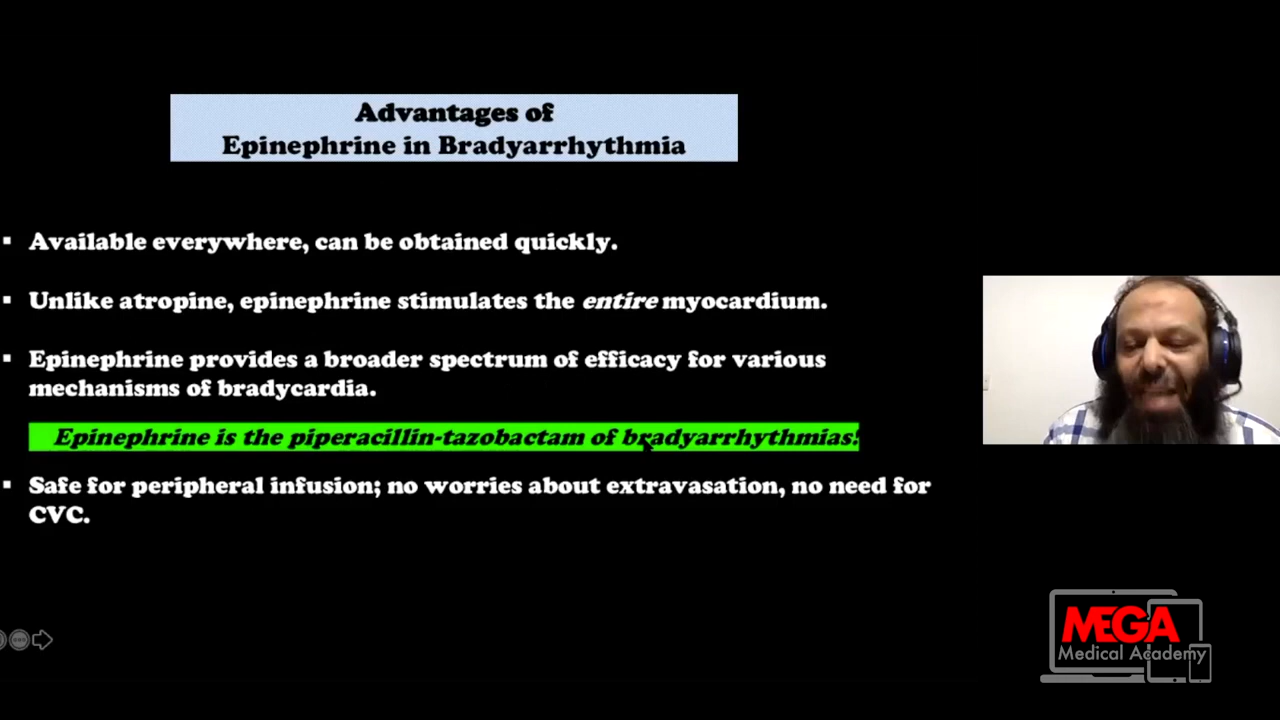 Advantages of
Epinephrine in Bradyarrhythmia
▪ Available everywhere, can be obtained quickly.
▪ Unlike atropine, epinephrine stimulates the entire myocardium.
▪ Epinephrine provides a broader spectrum of efficacy for various
mechanisms of bradycardia.
Epinephrine is the piperacillin-tazobactam of bradyarrhythmias!
▪ Safe for peripheral infusion; no worries about extravasation, no need for
CVC.
MEGA
Medical Academy